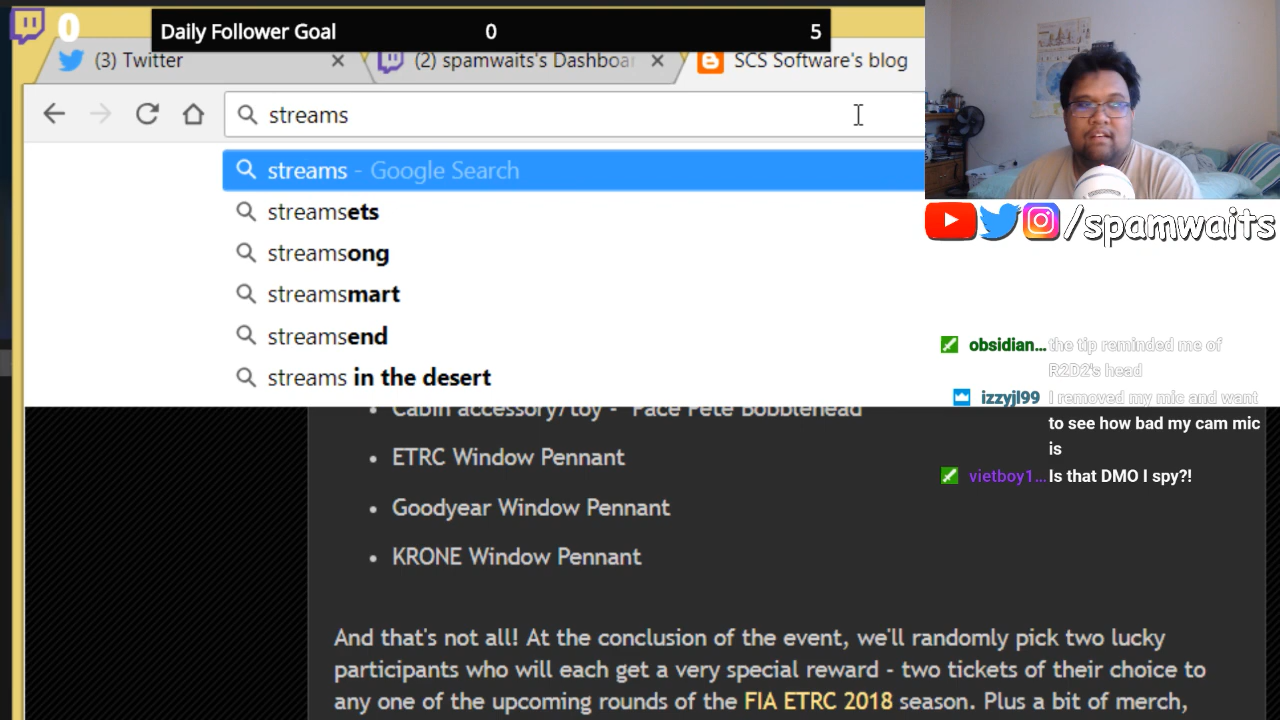 0
Daily Follower Goal 0 5
(3) Twitter
(2) spamwaits's Dashboar
SCS Software's blog
streams
streams - Google Search
streamsets
streamsong
streamsmart
streamsend
streams in the desert
/spamwaits
obsidian... the tip reminded me of
R2D2's head
izzyjl99 I removed my mic and want
to see how bad my cam mic
is
vietboy1... Is that DMO I spy?!
Cabin accessory/toy - "Pace Pete Bobblehead"
• ETRC Window Pennant
• Goodyear Window Pennant
• KRONE Window Pennant
And that's not all! At the conclusion of the event, we'll randomly pick two lucky
participants who will each get a very special reward - two tickets of their choice to
any one of the upcoming rounds of the FIA ETRC 2018 season. Plus a bit of merch,